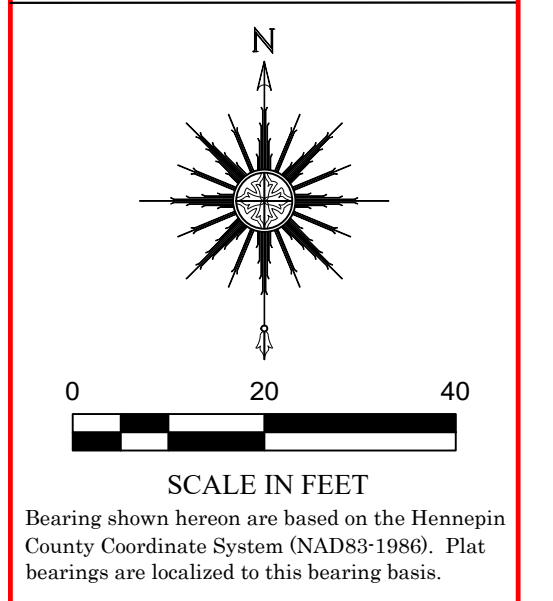 N
0 20 40
SCALE IN FEET
Bearing shown hereon are based on the Hennepin
County Coordinate System (NAD83-1986).  Plat
bearings are localized to this bearing basis.